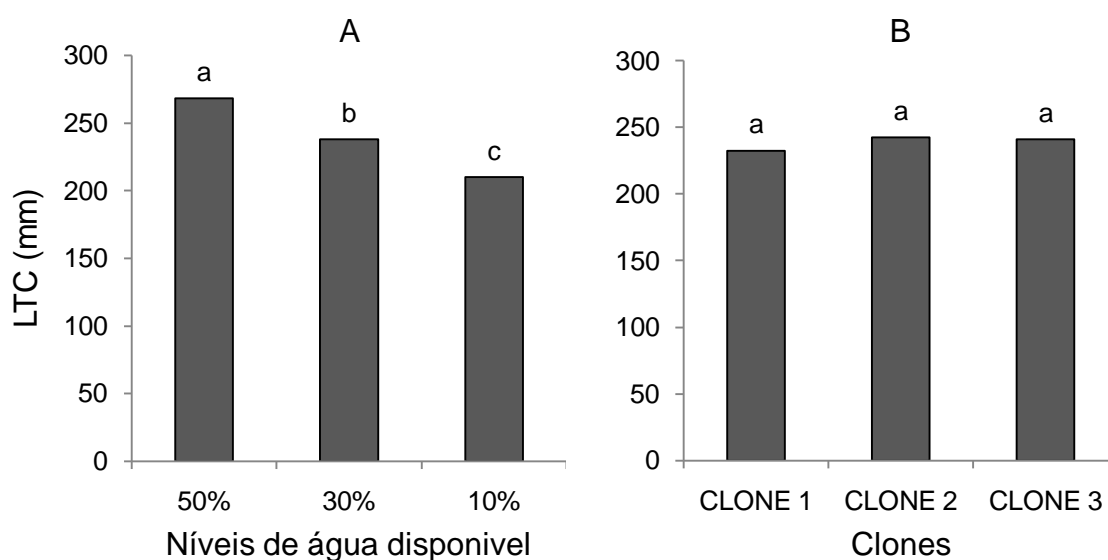 A
300
250
200
150
100
50
0
LTC (mm)
a
b
c
50%
30%
10%
Níveis de água disponivel
B
300
250
200
150
100
50
0
a
a
a
CLONE 1
CLONE 2
CLONE 3
Clones